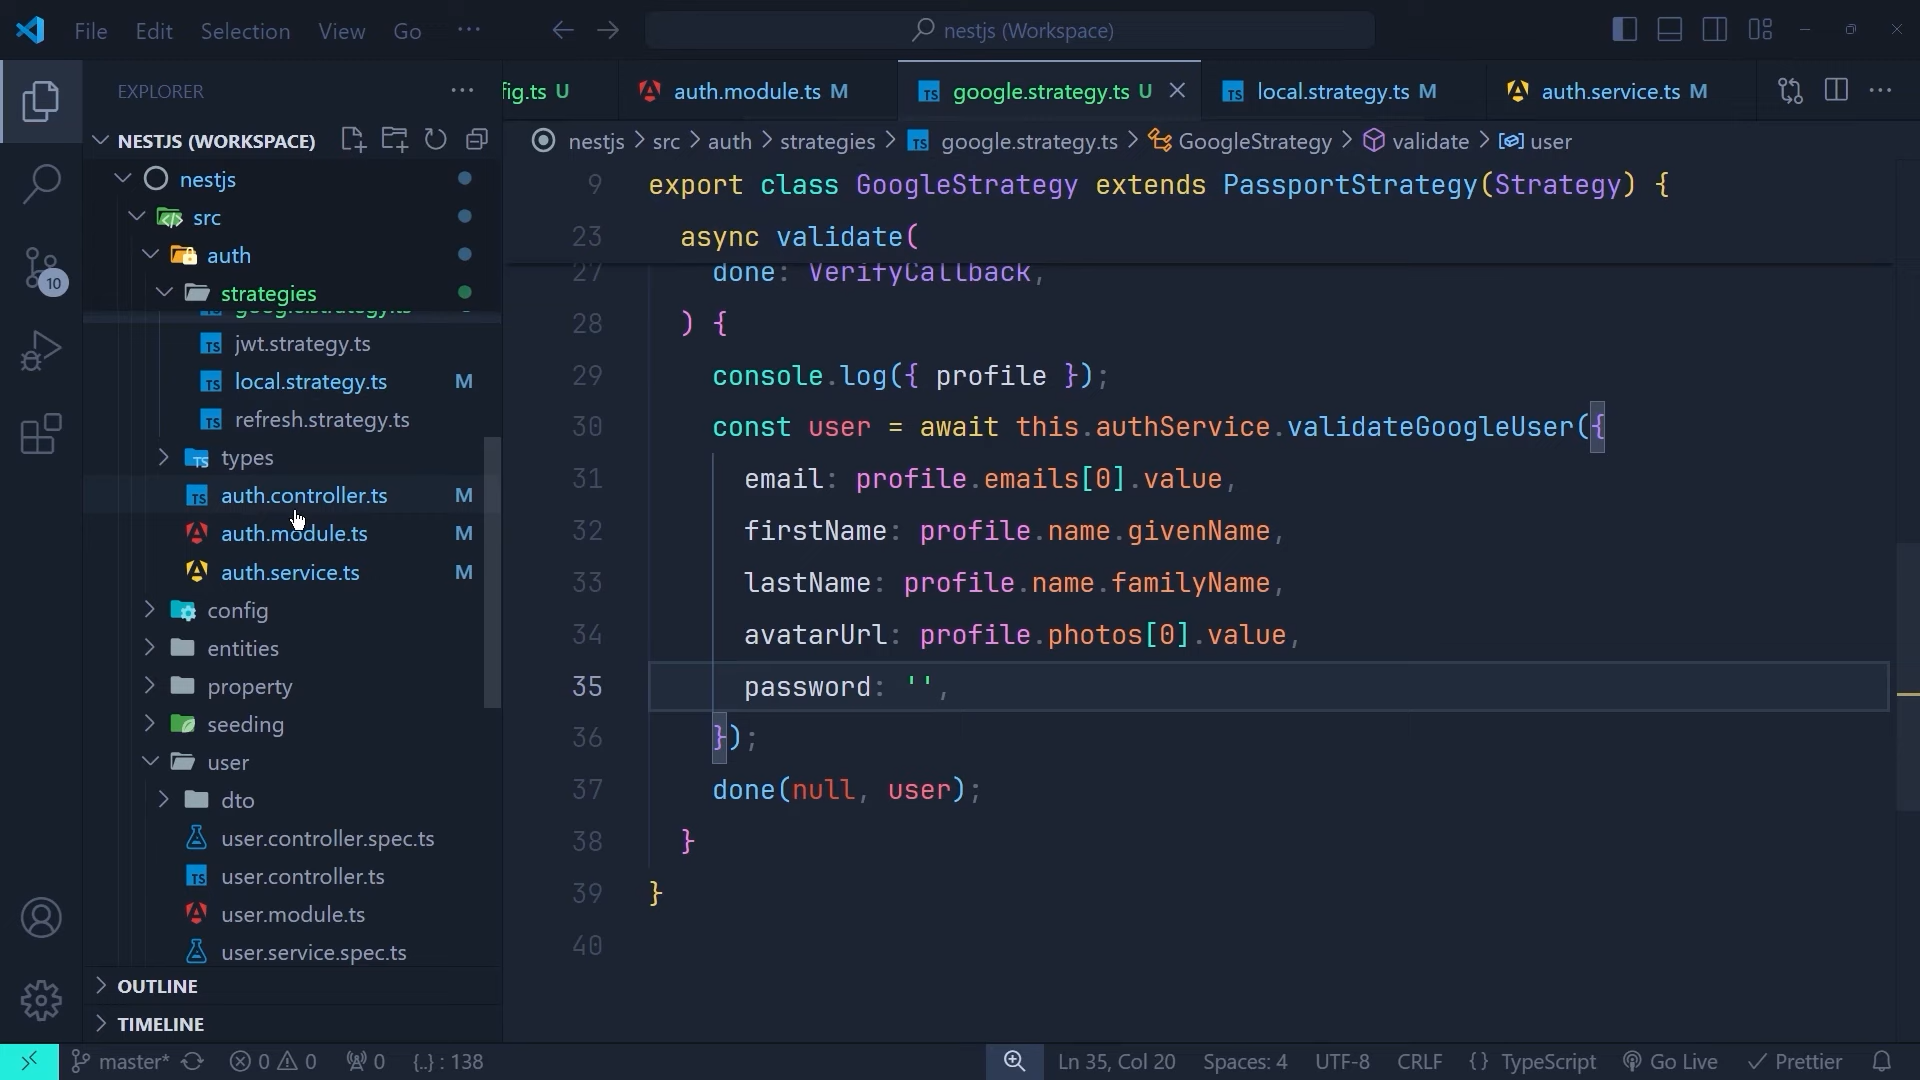 File Edit Selection View Go ···
nestjs (Workspace)
EXPLORER
fig.ts U
auth.module.ts M
google.strategy.ts U
local.strategy.ts M
auth.service.ts M
NESTJS (WORKSPACE)
nestjs > src > auth > strategies > google.strategy.ts > GoogleStrategy > validate > user
nestjs
src
auth
strategies
google.strategy.ts
jwt.strategy.ts
local.strategy.ts M
refresh.strategy.ts
types
auth.controller.ts M
auth.module.ts M
auth.service.ts M
config
entities
property
seeding
user
dto
user.controller.spec.ts
user.controller.ts
user.module.ts
user.service.spec.ts
OUTLINE
TIMELINE
10
9 export class GoogleStrategy extends PassportStrategy(Strategy) {
23 async validate(
27 done: VerifyCallback,
28 ) {
29 console.log({ profile });
30 const user = await this.authService.validateGoogleUser({
31 email: profile.emails[0].value,
32 firstName: profile.name.givenName,
33 lastName: profile.name.familyName,
34 avatarUrl: profile.photos[0].value,
35 password: '',
36 });
37 done(null, user);
38 }
39 }
40
master* 0 0 0 {..} : 138
Ln 35, Col 20 Spaces: 4 UTF-8 CRLF {} TypeScript Go Live Prettier